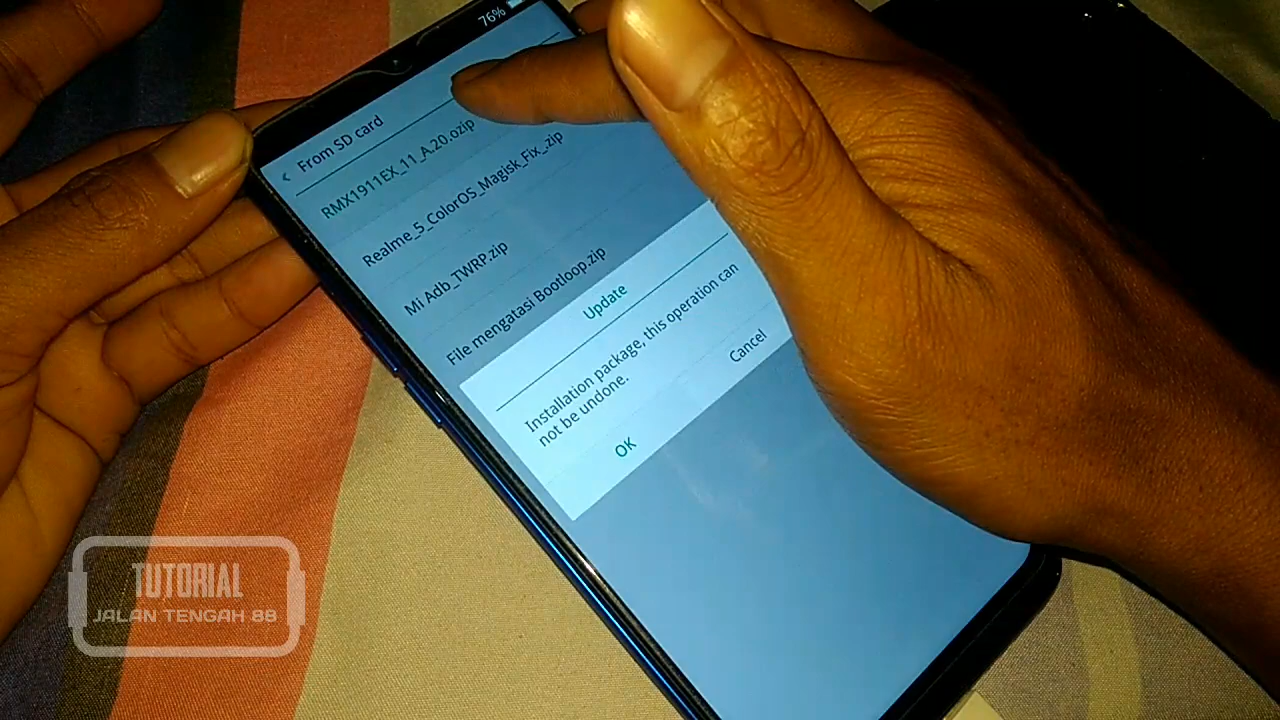 76%
‹ From SD card
RMX1911EX_11_A.20.ozip
Realme_5_ColorOS_Magisk_Fix_.zip
Mi Adb_TWRP.zip
File mengatasi Bootloop.zip
Update
Installation package, this operation can
not be undone.
OK Cancel
TUTORIAL
JALAN TENGAH 88